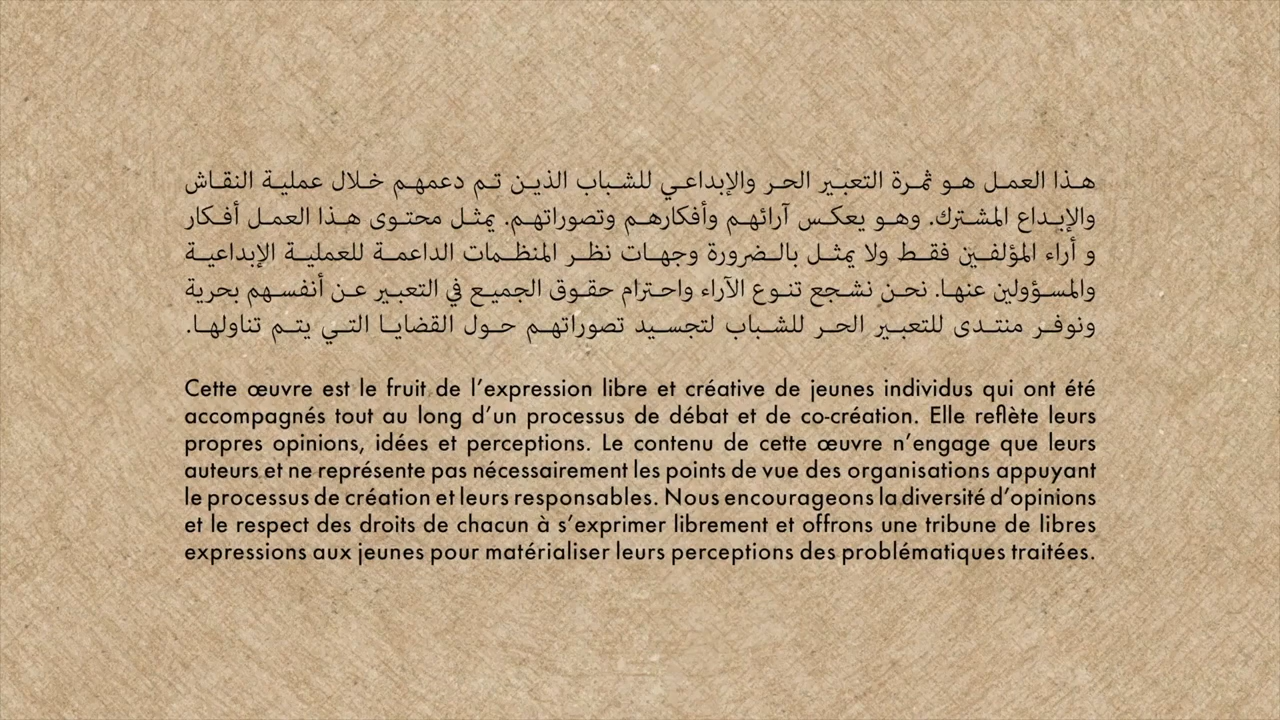 هذا العمل هو ثمرة التعبير الحر والإبداعي للشباب الذين تم دعمهم خلال عملية النقاش
والإبداع المشترك. وهو يعكس آرائهم وأفكارهم وتصوراتهم. يمثل محتوى هذا العمل أفكار
و أراء المؤلفين فقط ولا يمثل بالضرورة وجهات نظر المنظمات الداعمة للعملية الإبداعية
والمسؤولين عنها. نحن نشجع تنوع الآراء واحترام حقوق الجميع في التعبير عن أنفسهم بحرية
ونوفر منتدى للتعبير الحر للشباب لتجسيد تصوراتهم حول القضايا التي يتم تناولها.
Cette œuvre est le fruit de l’expression libre et créative de jeunes individus qui ont été
accompagnés tout au long d’un processus de débat et de co-création. Elle reflète leurs
propres opinions, idées et perceptions. Le contenu de cette œuvre n’engage que leurs
auteurs et ne représente pas nécessairement les points de vue des organisations appuyant
le processus de création et leurs responsables. Nous encourageons la diversité d’opinions
et le respect des droits de chacun à s’exprimer librement et offrons une tribune de libres
expressions aux jeunes pour matérialiser leurs perceptions des problématiques traitées.